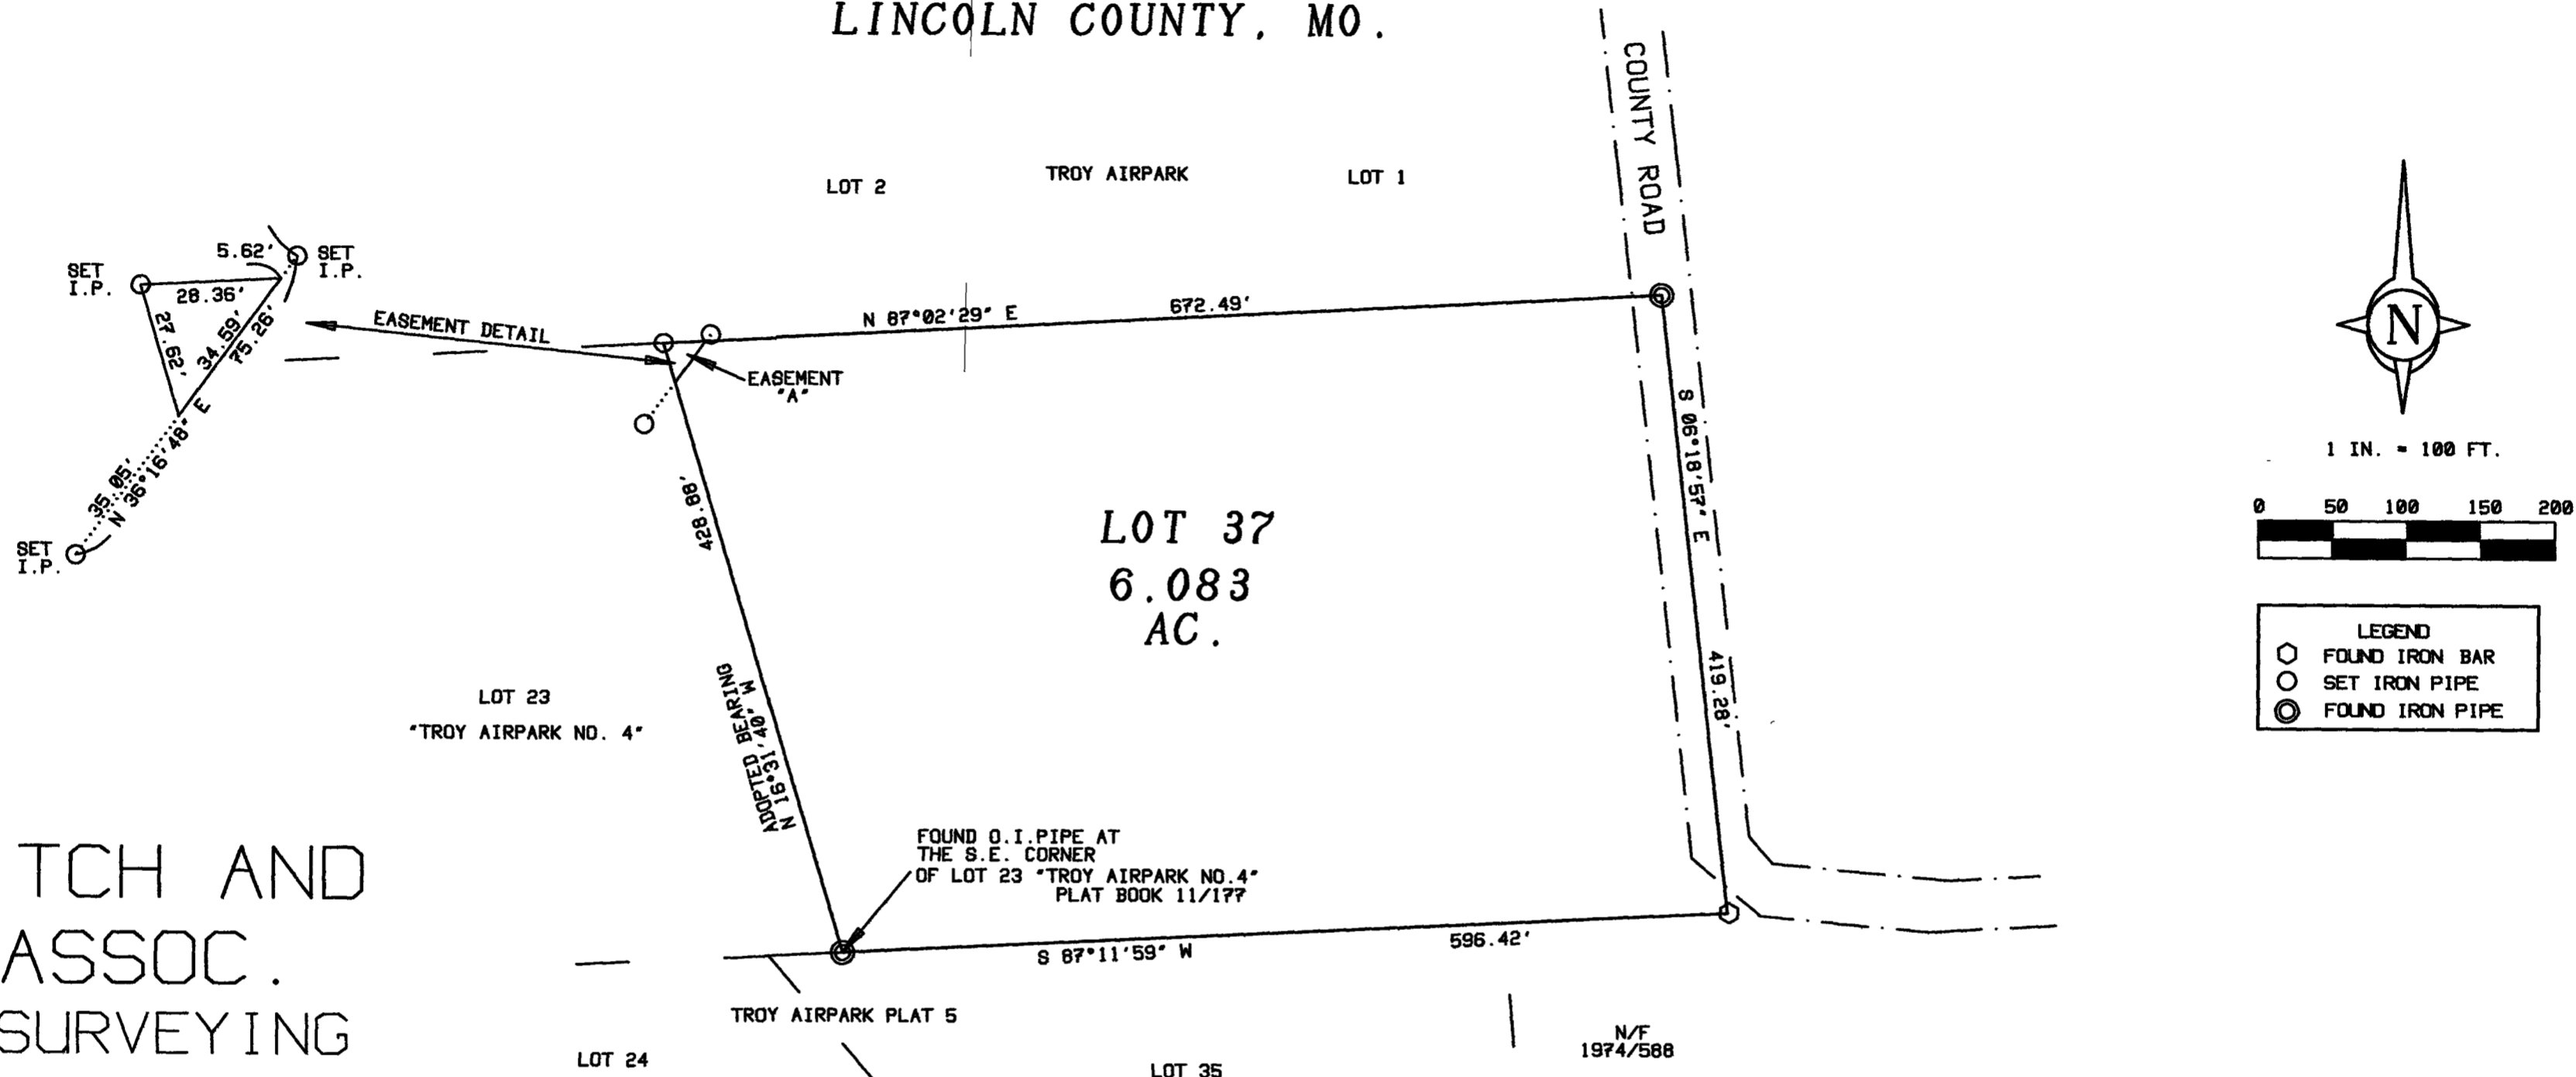 LINCOLN COUNTY, MO.
COUNTY ROAD
LOT 2
TROY AIRPARK
LOT 1
5.62'
SET
I.P.
SET
I.P.
28.36'
27.62'
34.59'
75.26'
35.05'
N 36°16'48" E
SET
I.P.
EASEMENT DETAIL
N 87°02'29" E
672.49'
EASEMENT
"A"
428.88'
S 06°18'57" E
419.28'
LOT 37
6.083
AC.
N
1 IN. = 100 FT.
0 50 100 150 200
LEGEND
FOUND IRON BAR
SET IRON PIPE
FOUND IRON PIPE
LOT 23
"TROY AIRPARK NO. 4"
ADOPTED BEARING
N 16°31'40" W
FOUND O.I.PIPE AT
THE S.E. CORNER
OF LOT 23 "TROY AIRPARK NO.4"
PLAT BOOK 11/177
TCH AND
ASSOC.
SURVEYING
S 87°11'59" W
596.42'
TROY AIRPARK PLAT 5
LOT 24
LOT 35
N/F
1974/588